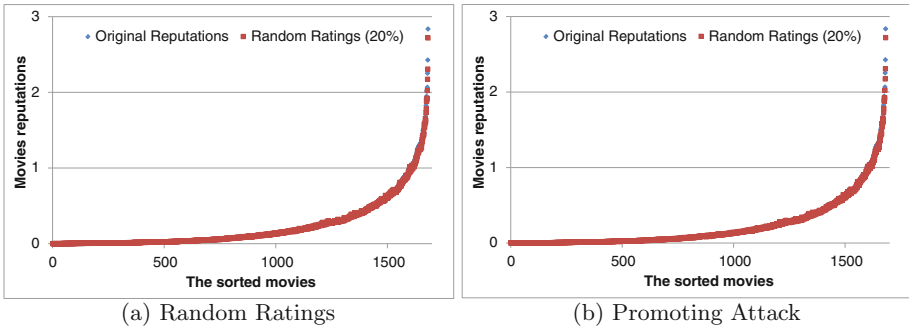 3
2
1
0
Movies reputations
Original Reputations
Random Ratings (20%)
0
500
1000
1500
The sorted movies
(a) Random Ratings
3
2
1
0
Movies reputations
Original Reputations
Random Ratings (20%)
0
500
1000
1500
The sorted movies
(b) Promoting Attack